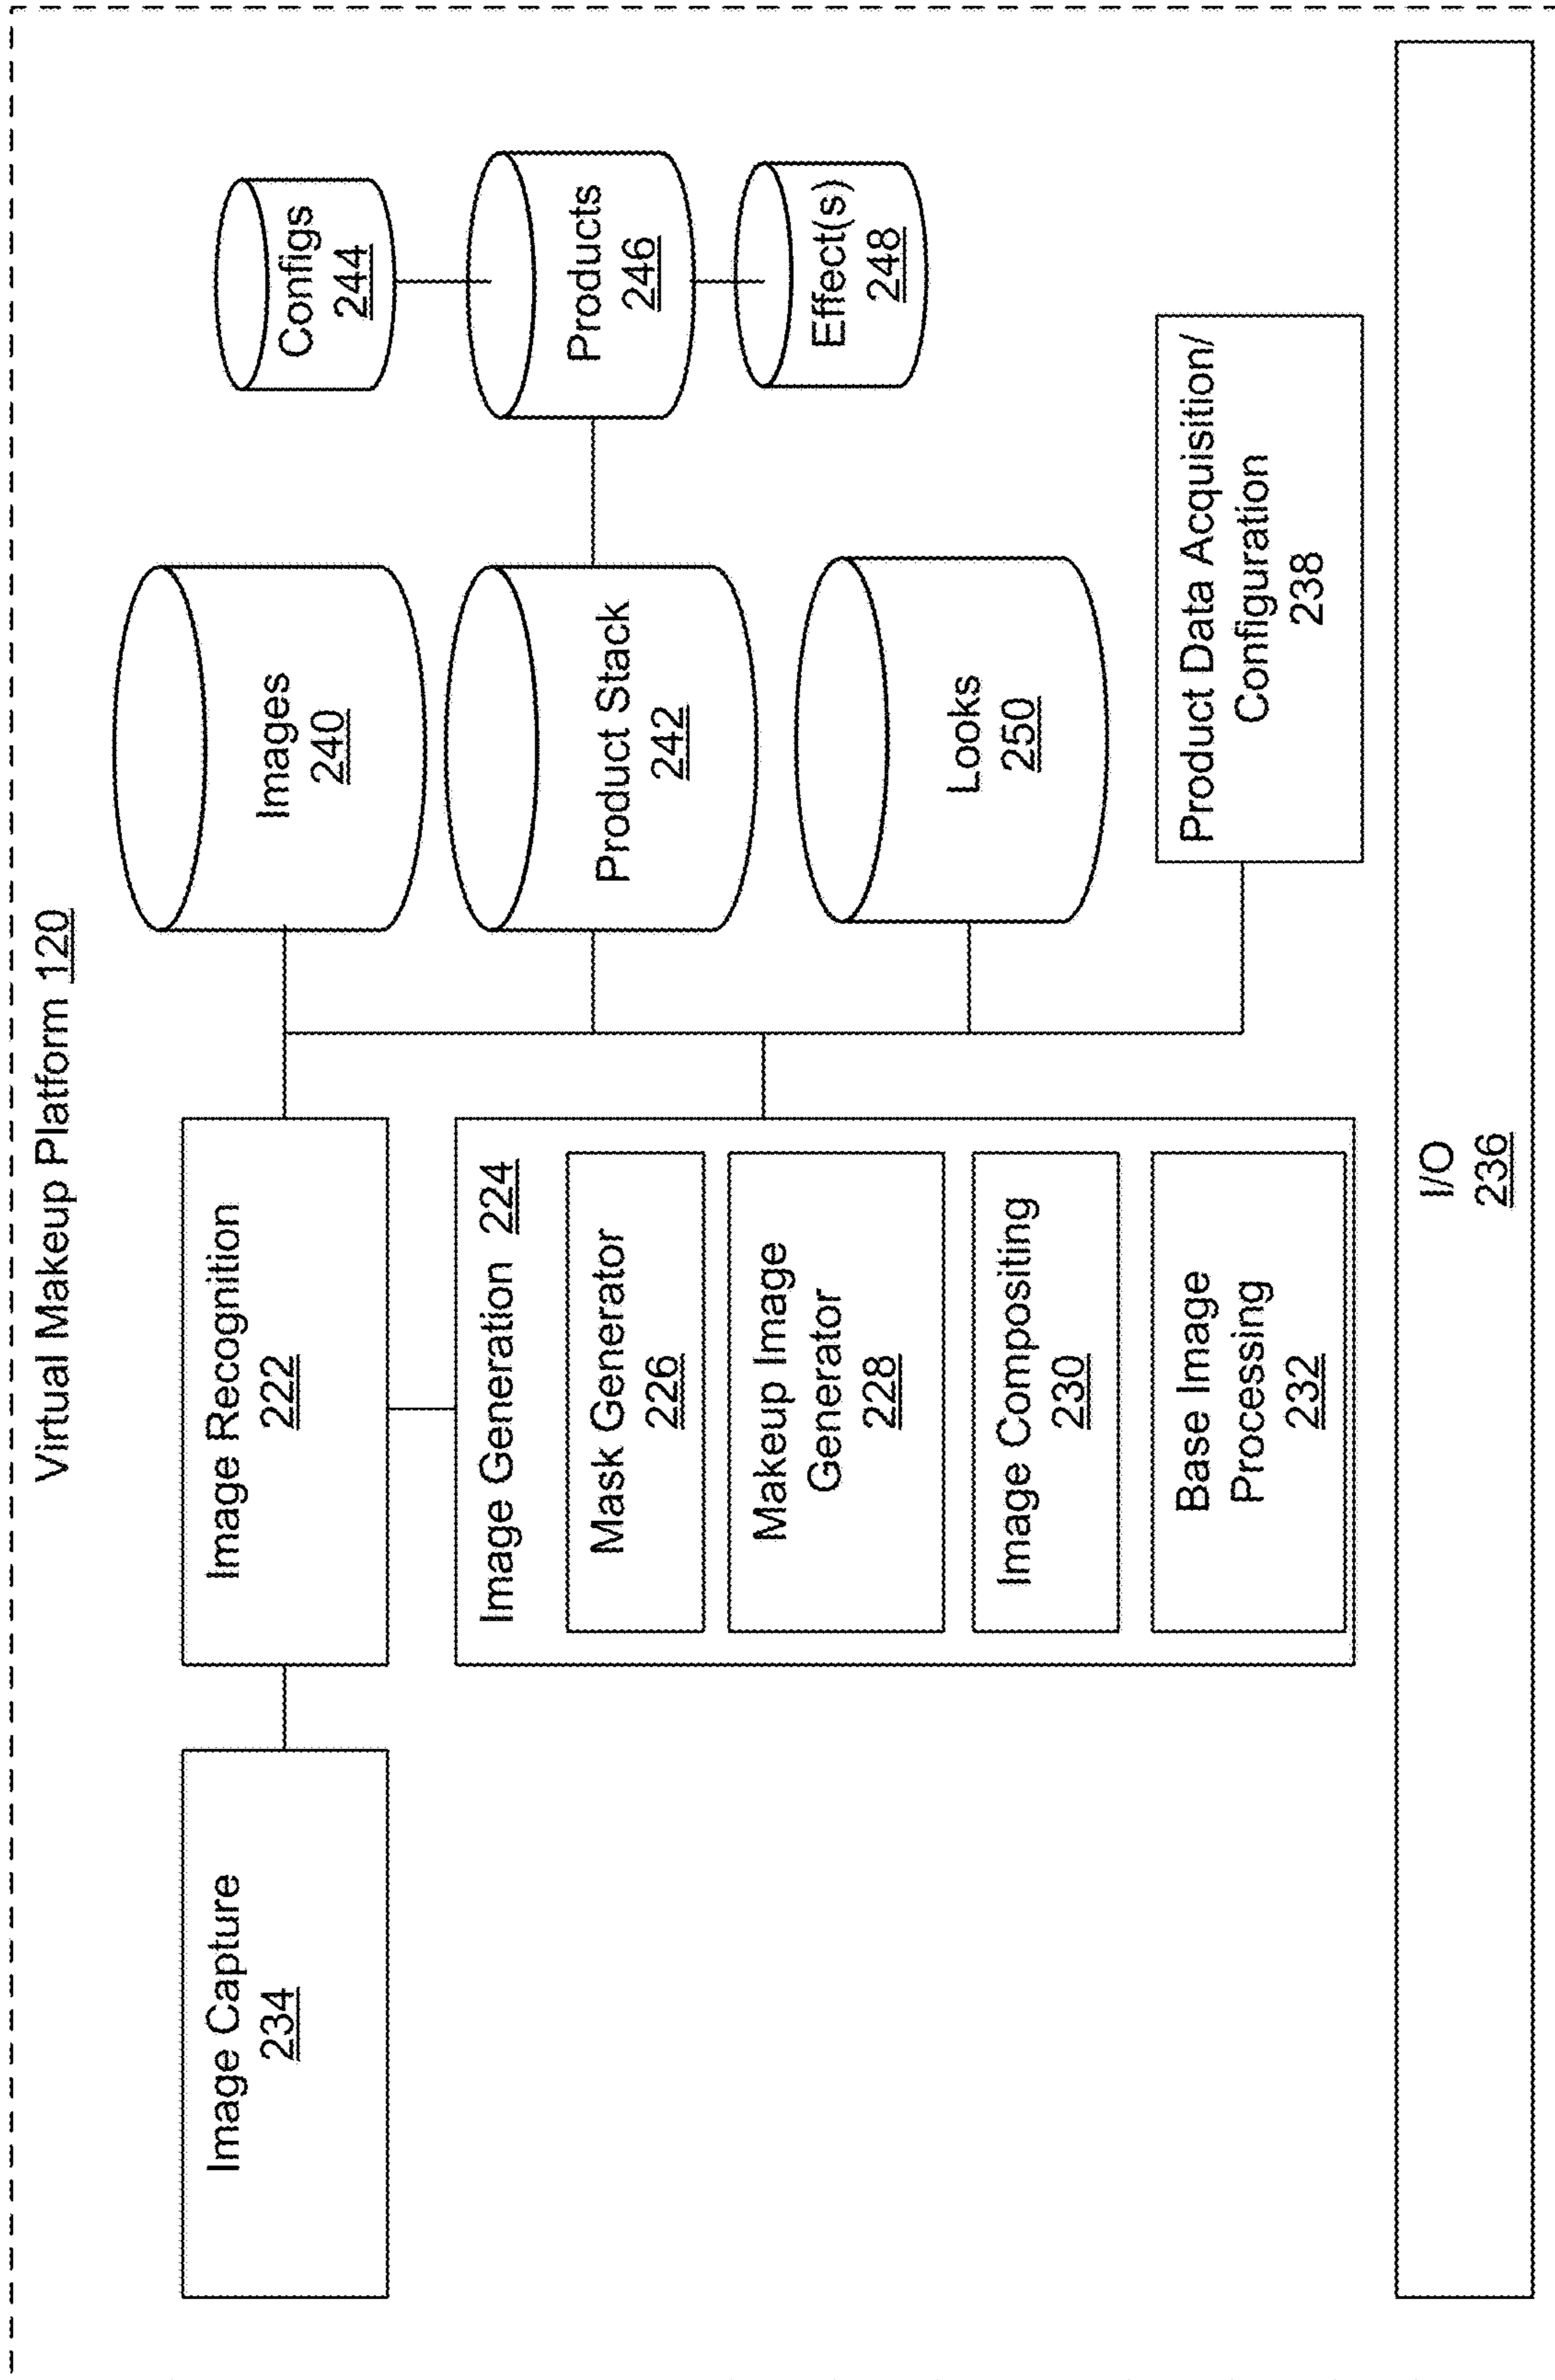 Virtual Makeup Platform 120
Image Capture
234
Image Recognition
222
Image Generation 224
Mask Generator
226
Makeup Image
Generator
228
Image Compositing
230
Base Image
Processing
232
Images
240
Product Stack
242
Looks
250
Configs
244
Products
246
Effect(s)
248
Product Data Acquisition/
Configuration
238
I/O
236